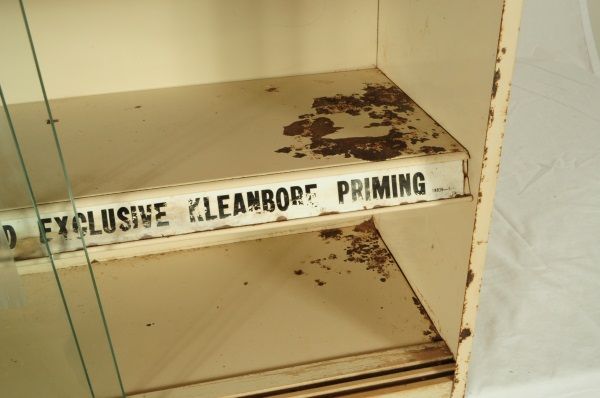 D EXCLUSIVE KLEANBORE PRIMING